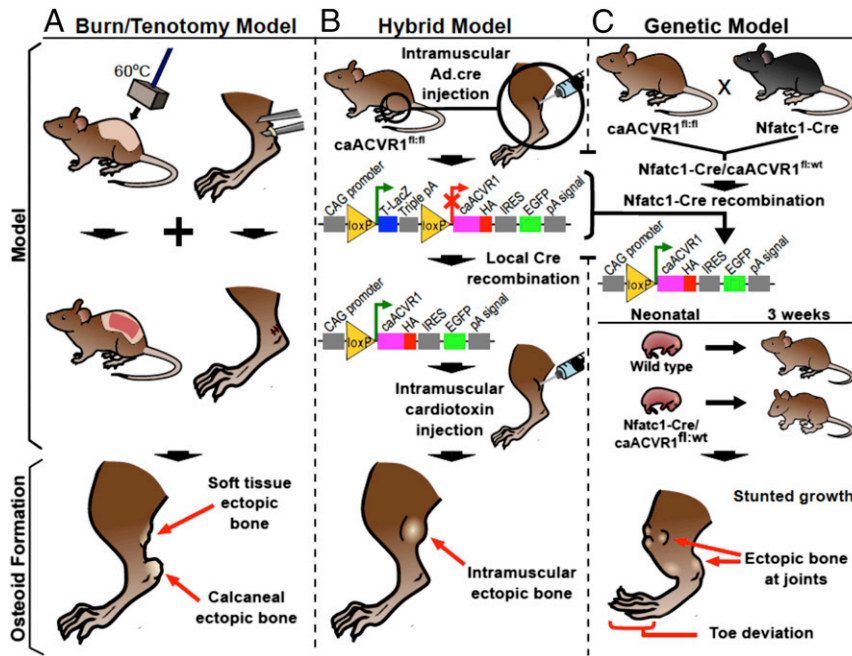 A Burn/Tenotomy Model
60°C
Model
Osteoid Formation
Soft tissue
ectopic
bone
Calcaneal
ectopic bone
B Hybrid Model
Intramuscular
Ad.cre
injection
caACVR1fl:fl
CAG promoter
loxP
T-LacZ
Triple pA
loxP
caACVR1
HA
IRES
EGFP
pA signal
Local Cre
recombination
CAG promoter
loxP
caACVR1
HA
IRES
EGFP
pA signal
Intramuscular
cardiotoxin
injection
Intramuscular
ectopic bone
C Genetic Model
X
caACVR1fl:fl
Nfatc1-Cre
Nfatc1-Cre/caACVR1fl:wt
Nfatc1-Cre recombination
CAG promoter
loxP
caACVR1
HA
IRES
EGFP
pA signal
Neonatal 3 weeks
Wild type
Nfatc1-Cre/
caACVR1fl:wt
Stunted growth
Ectopic bone
at joints
Toe deviation